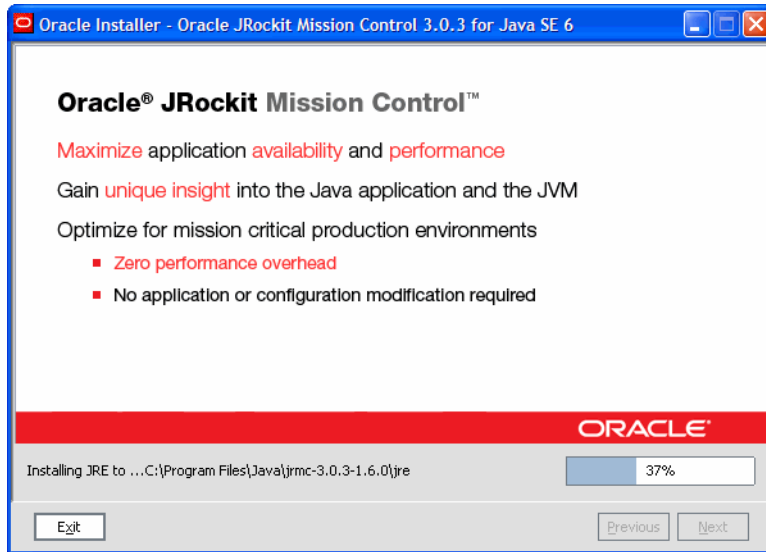 Oracle Installer - Oracle JRockit Mission Control 3.0.3 for Java SE 6
Oracle® JRockit Mission Control™
Maximize application availability and performance
Gain unique insight into the Java application and the JVM
Optimize for mission critical production environments
Zero performance overhead
No application or configuration modification required
ORACLE®
Installing JRE to ...C:\Program Files\Java\jrmc-3.0.3-1.6.0\jre
37%
Exit
Previous
Next